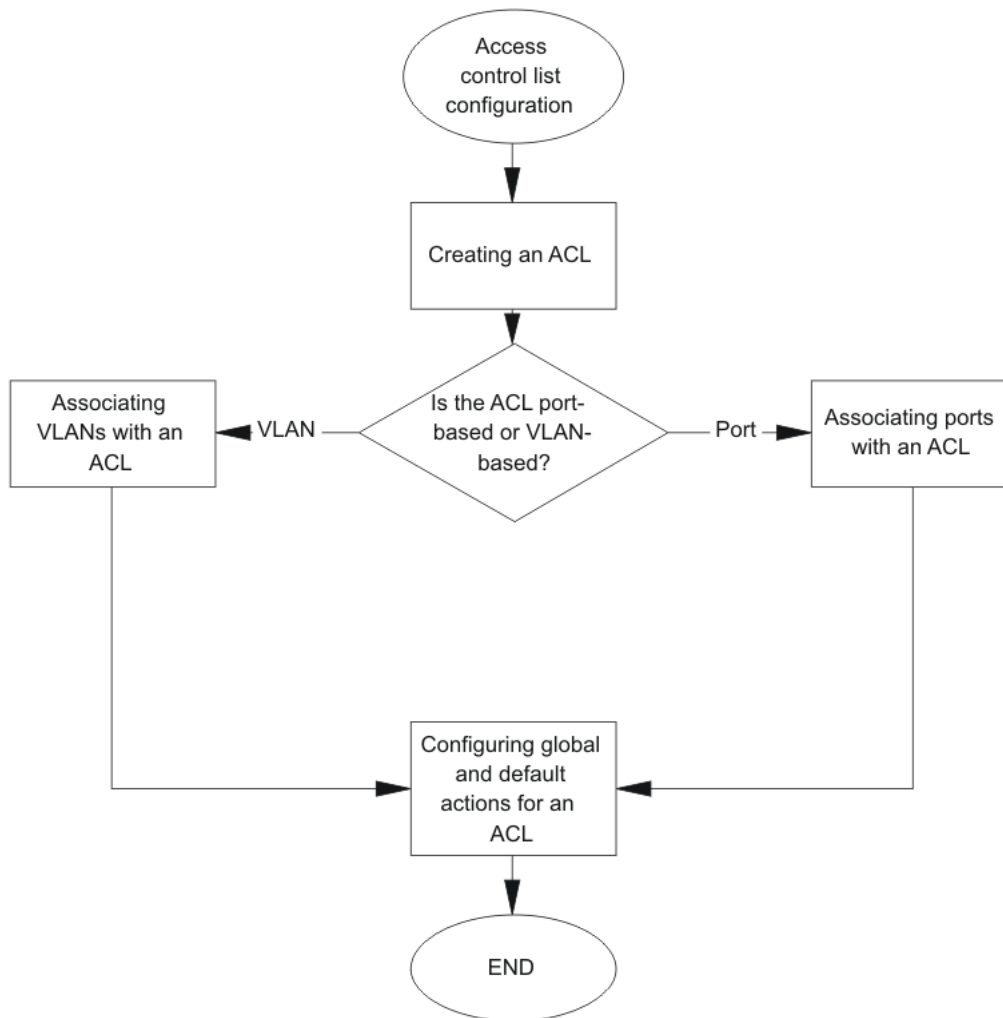 Access
control list
configuration
Creating an ACL
Is the ACL port-
based or VLAN-
based?
VLAN
Port
Associating
VLANs with an
ACL
Associating ports
with an ACL
Configuring global
and default
actions for an
ACL
END